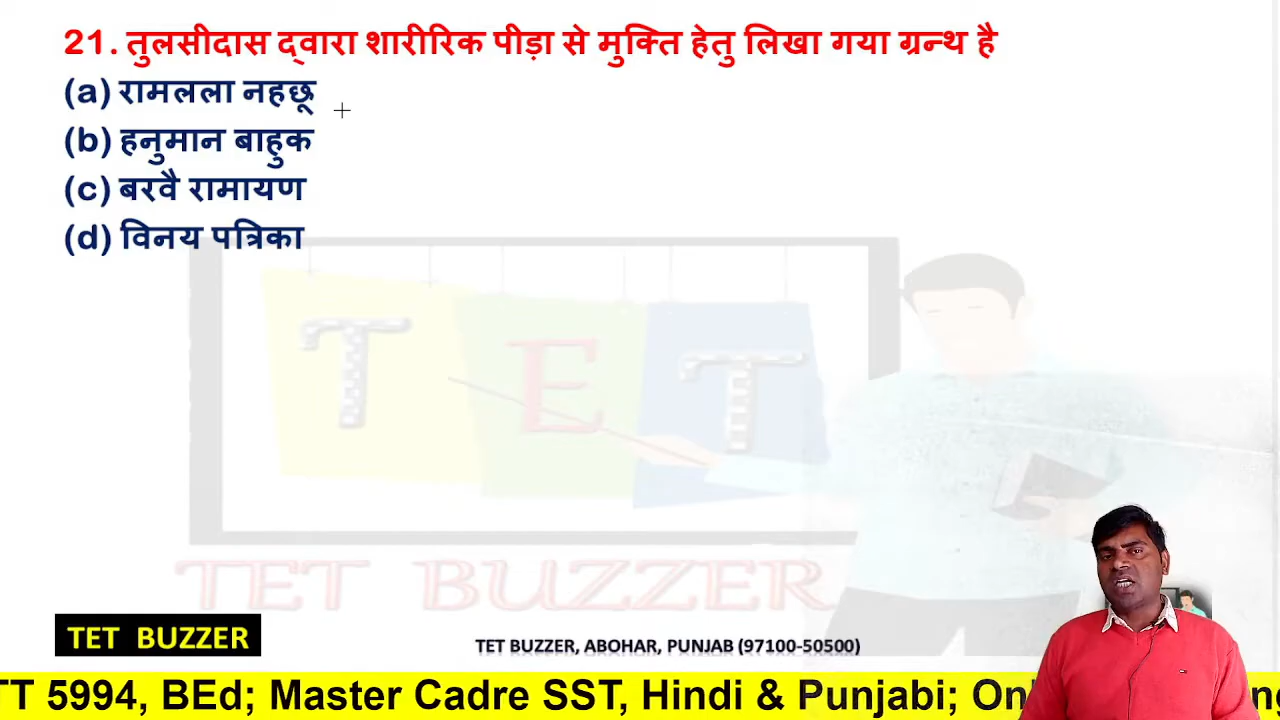 21. तुलसीदास द्वारा शारीरिक पीड़ा से मुक्ति हेतु लिखा गया ग्रन्थ है
(a) रामलला नहछू
(b) हनुमान बाहुक
(c) बरवै रामायण
(d) विनय पत्रिका
T E T
TET BUZZER
TET BUZZER
TET BUZZER, ABOHAR, PUNJAB (97100-50500)
TT 5994, BEd; Master Cadre SST, Hindi & Punjabi;